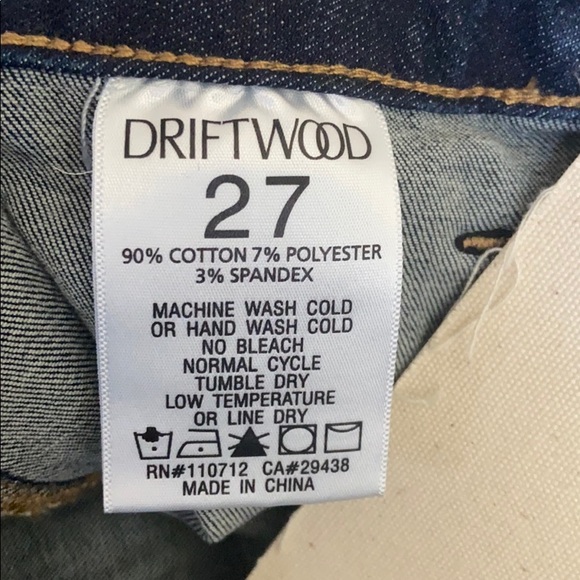 DRIFTWOOD
27
90% COTTON 7% POLYESTER
3% SPANDEX
MACHINE WASH COLD
OR HAND WASH COLD
NO BLEACH
NORMAL CYCLE
TUMBLE DRY
LOW TEMPERATURE
OR LINE DRY
RN#110712 CA#29438
MADE IN CHINA